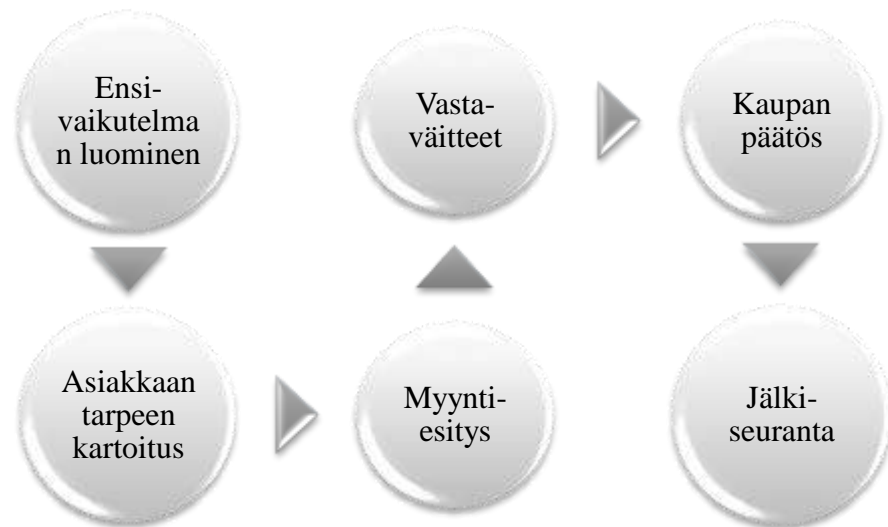 Ensi-
vaikutelma
n luominen
Asiakkaan
tarpeen
kartoitus
Myynti-
esitys
Vasta-
väitteet
Kaupan
päätös
Jälki-
seuranta